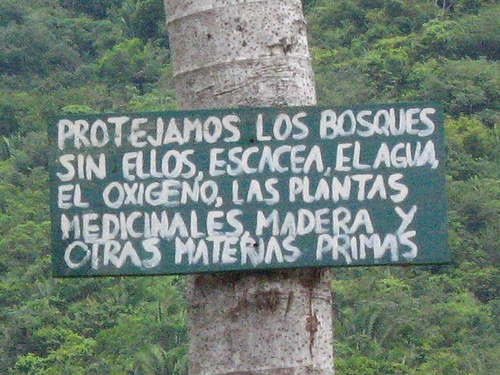 PROTEJAMOS LOS BOSQUES
SIN ELLOS, ESCACEA, EL AGUA,
EL OXIGENO, LAS PLANTAS
MEDICINALES, MADERA Y
OTRAS MATERIAS PRIMAS